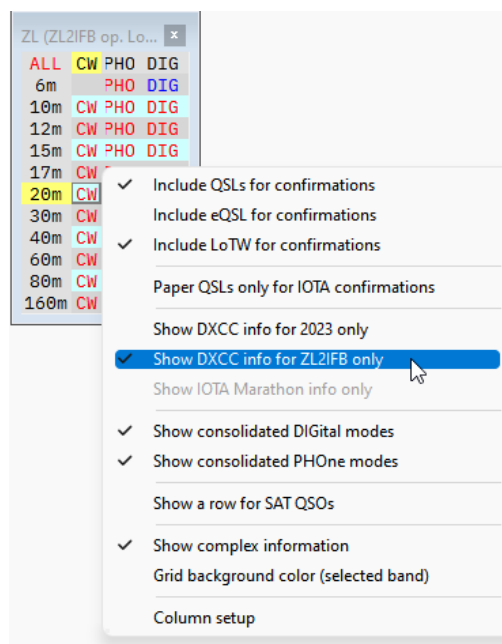 ZL (ZL2IFB op. Lo... x
ALL CW PHO DIG
6m PHO DIG
10m CW PHO DIG
12m CW PHO DIG
15m CW PHO DIG
17m CW
20m CW
30m CW
40m CW
60m CW
80m CW
160m CW
Include QSLs for confirmations
Include eQSL for confirmations
Include LoTW for confirmations
Paper QSLs only for IOTA confirmations
Show DXCC info for 2023 only
Show DXCC info for ZL2IFB only
Show IOTA Marathon info only
Show consolidated DIGital modes
Show consolidated PHOne modes
Show a row for SAT QSOs
Show complex information
Grid background color (selected band)
Column setup